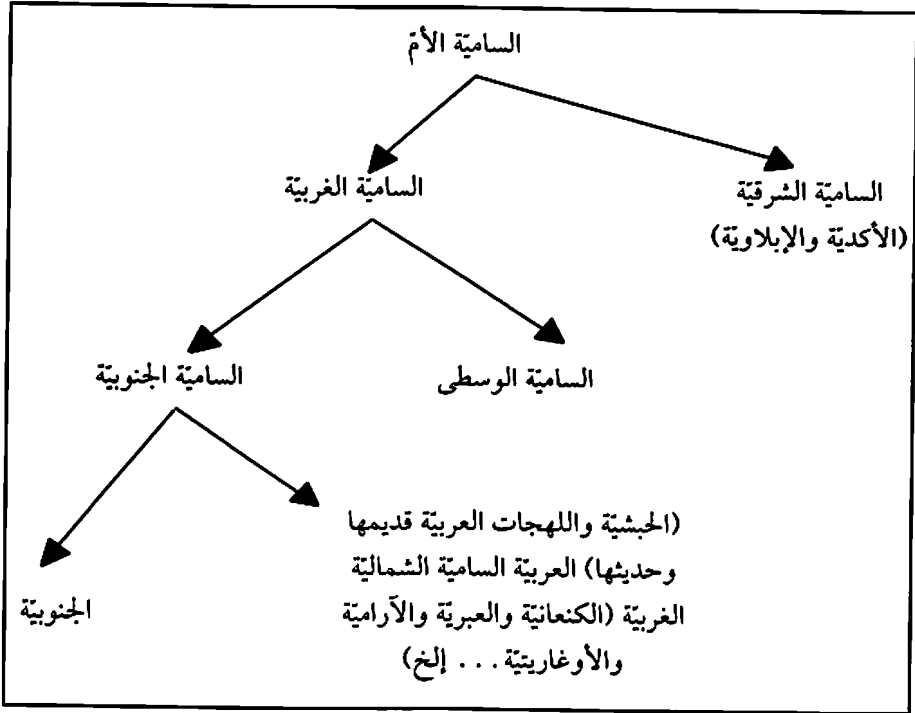 الساميّة الأمّ
الساميّة الشرقيّة
(الأكديّة والإبلاويّة)
الساميّة الغربيّة
الساميّة الوسطى
الساميّة الجنوبيّة
(الحبشيّة واللهجات العربيّة قديمها
وحديثها) العربيّة الساميّة الشماليّة
الغربيّة (الكنعانيّة والعبريّة والآراميّة
والأوغاريتيّة... إلخ)
الجنوبيّة